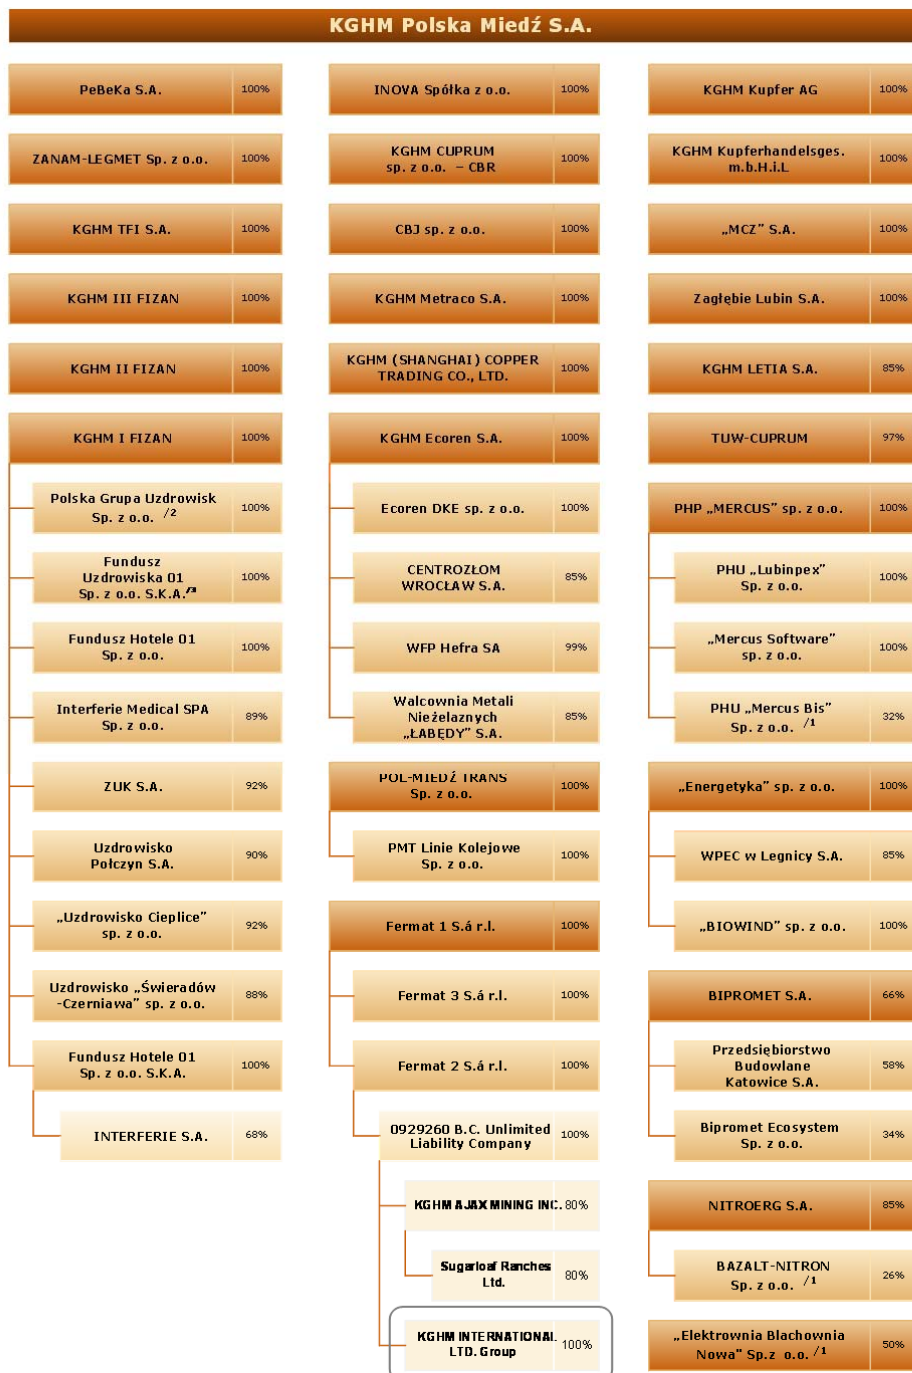 KGHM Polska Miedź S.A.
PeBeKa S.A. 100%
ZANAM-LEGMET Sp. z o.o. 100%
KGHM TFI S.A. 100%
KGHM III FIZAN 100%
KGHM II FIZAN 100%
KGHM I FIZAN 100%
Polska Grupa Uzdrowisk
Sp. z o.o. /2 100%
Fundusz
Uzdrowiska 01 100%
Sp. z o.o. S.K.A./3
Fundusz Hotele 01
Sp. z o.o. 100%
Interferie Medical SPA
Sp. z o.o. 89%
ZUK S.A. 92%
Uzdrowisko
Połczyn S.A. 90%
„Uzdrowisko Cieplice”
sp. z o.o. 92%
Uzdrowisko „Świeradów
-Czerniawa” sp. z o.o. 88%
Fundusz Hotele 01
Sp. z o.o. S.K.A. 100%
INTERFERIE S.A. 68%
INOVA Spółka z o.o. 100%
KGHM CUPRUM
sp. z o.o. – CBR 100%
CBJ sp. z o.o. 100%
KGHM Metraco S.A. 100%
KGHM (SHANGHAI) COPPER
TRADING CO., LTD. 100%
KGHM Ecoren S.A. 100%
Ecoren DKE sp. z o.o. 100%
CENTROZŁOM
WROCŁAW S.A. 85%
WFP Hefra SA 99%
Walcownia Metali
Nieżelaznych 85%
„ŁABĘDY” S.A.
POL-MIEDŹ TRANS
Sp. z o.o. 100%
PMT Linie Kolejowe
Sp. z o.o. 100%
Fermat 1 S.á r.l. 100%
Fermat 3 S.á r.l. 100%
Fermat 2 S.á r.l. 100%
0929260 B.C. Unlimited
Liability Company 100%
KGHM AJAX MINING INC. 80%
Sugarloaf Ranches
Ltd. 80%
KGHM INTERNATIONAL
LTD. Group 100%
KGHM Kupfer AG 100%
KGHM Kupferhandelsges.
m.b.H.i.L 100%
„MCZ” S.A. 100%
Zagłębie Lubin S.A. 100%
KGHM LETIA S.A. 85%
TUW-CUPRUM 97%
PHP „MERCUS” sp. z o.o. 100%
PHU „Lubinpex”
Sp. z o.o. 100%
„Mercus Software”
sp. z o.o. 100%
PHU „Mercus Bis”
Sp. z o.o. /1 32%
„Energetyka” sp. z o.o. 100%
WPEC w Legnicy S.A. 85%
„BIOWIND” sp. z o.o. 100%
BIPROMET S.A. 66%
Przedsiębiorstwo
Budowlane 58%
Katowice S.A.
Bipromet Ecosystem
Sp. z o.o. 34%
NITROERG S.A. 85%
BAZALT-NITRON
Sp. z o.o. /1 26%
„Elektrownia Blachownia
Nowa" Sp.z o.o. /1 50%